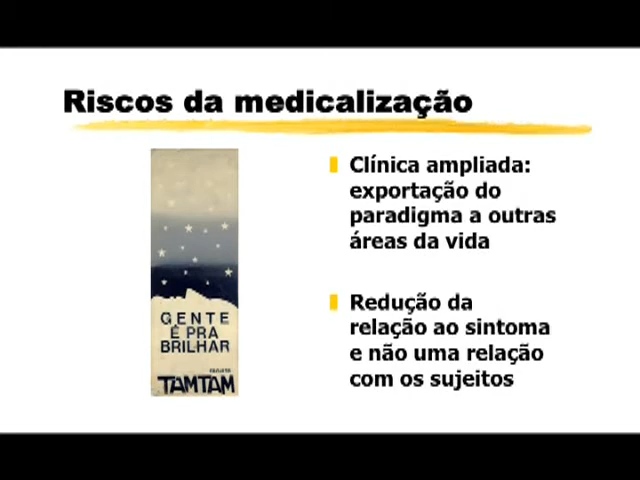 Riscos da medicalização
Clínica ampliada:
exportação do
paradigma a outras
áreas da vida
Redução da
relação ao sintoma
e não uma relação
com os sujeitos
GENTE
É PRA
BRILHAR
TAMTAM